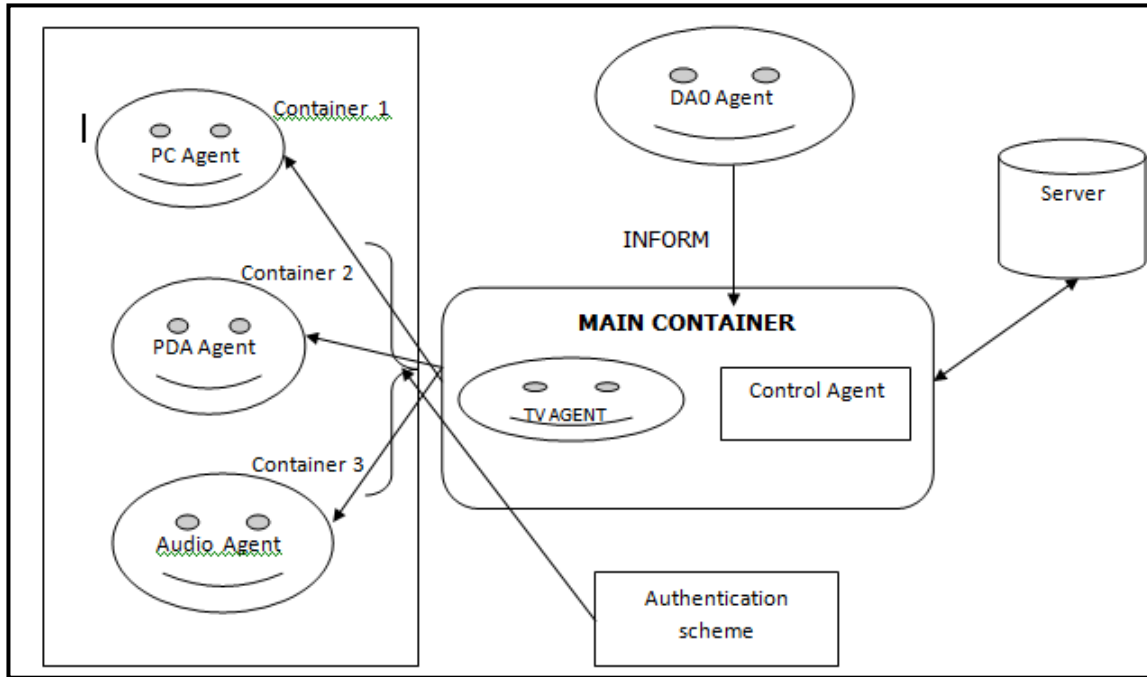 Container 1
PC Agent
Container 2
PDA Agent
Container 3
Audio Agent
DA0 Agent
INFORM
Server
MAIN CONTAINER
TV AGENT
Control Agent
Authentication
scheme